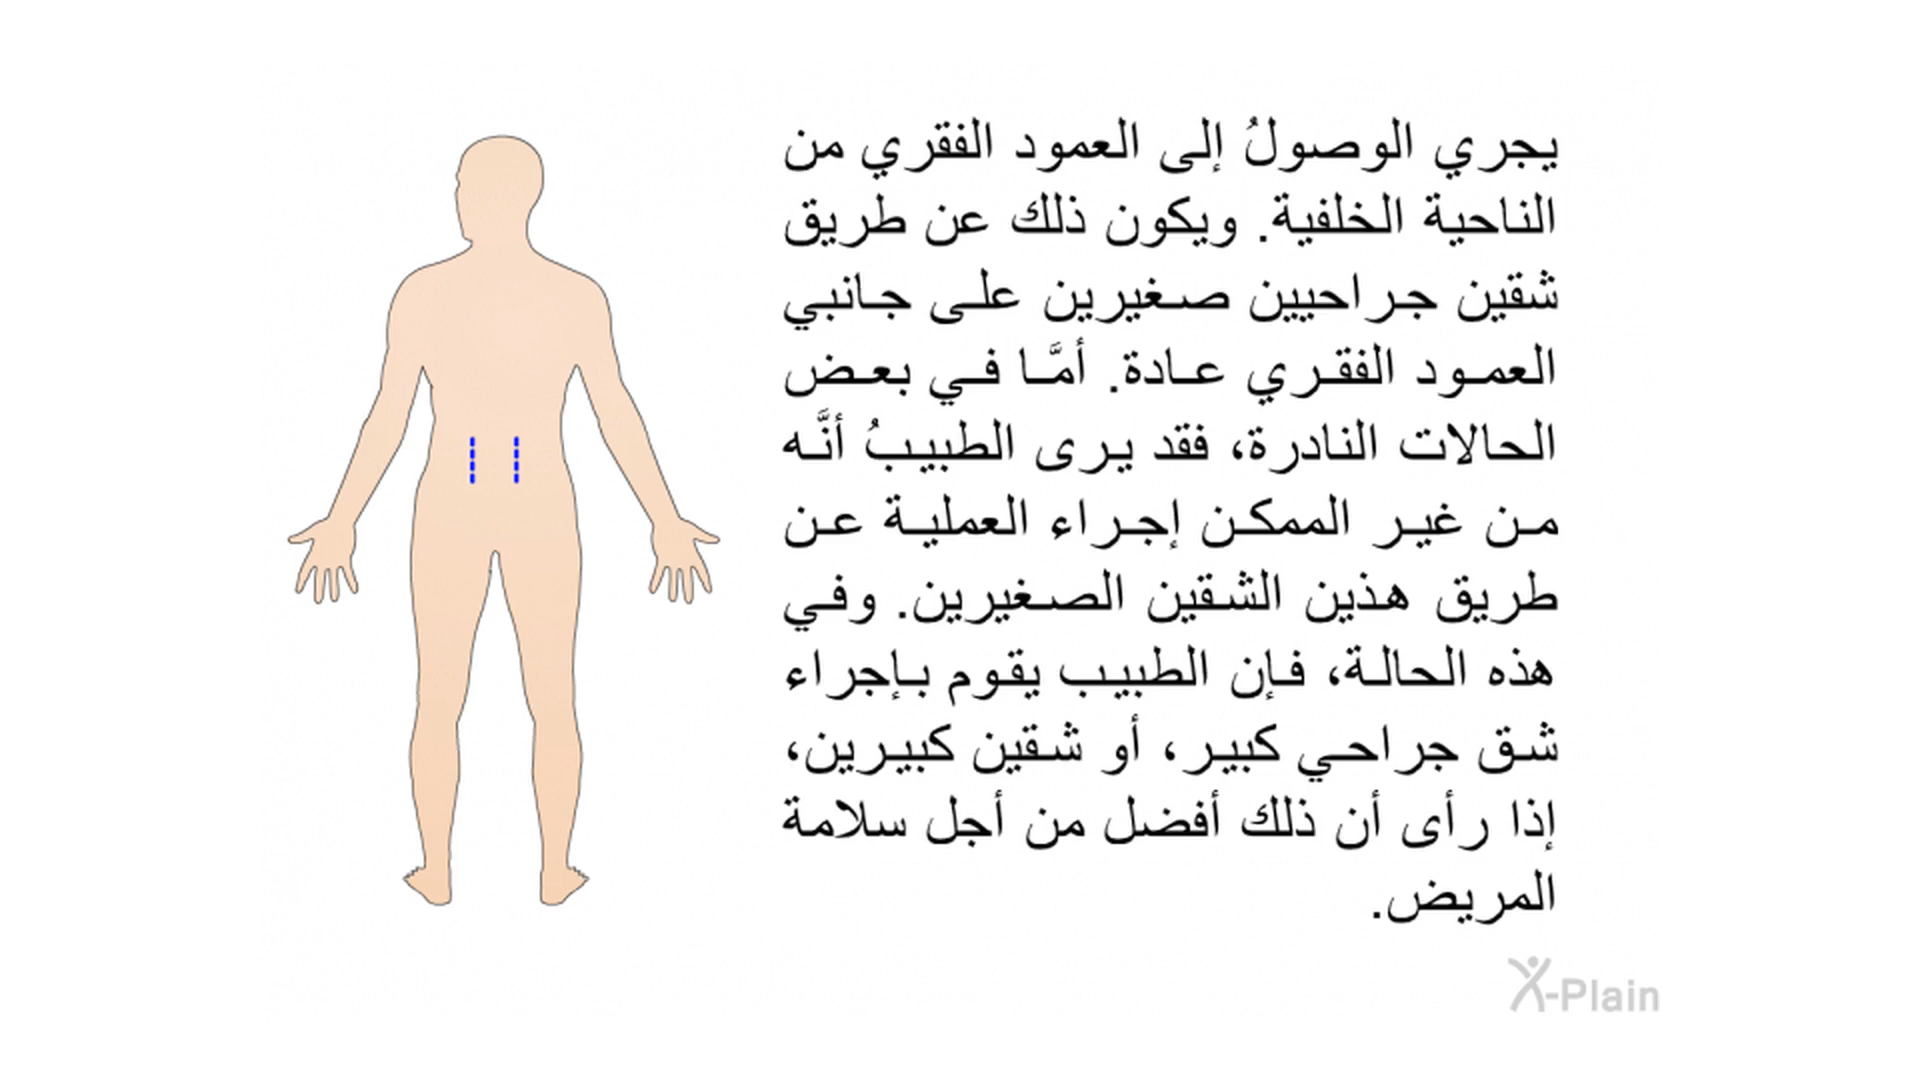 يجري الوصولُ إلى العمود الفقري من
الناحية الخلفية. ويكون ذلك عن طريق
شقين جراحيين صغيرين على جانبي
العمود الفقري عادة. أمَّا في بعض
الحالات النادرة، فقد يرى الطبيبُ أنَّه
من غير الممكن إجراء العملية عن
طريق هذين الشقين الصغيرين. وفي
هذه الحالة، فإن الطبيب يقوم بإجراء
شق جراحي كبير، أو شقين كبيرين،
إذا رأى أن ذلك أفضل من أجل سلامة
المريض.
X-Plain